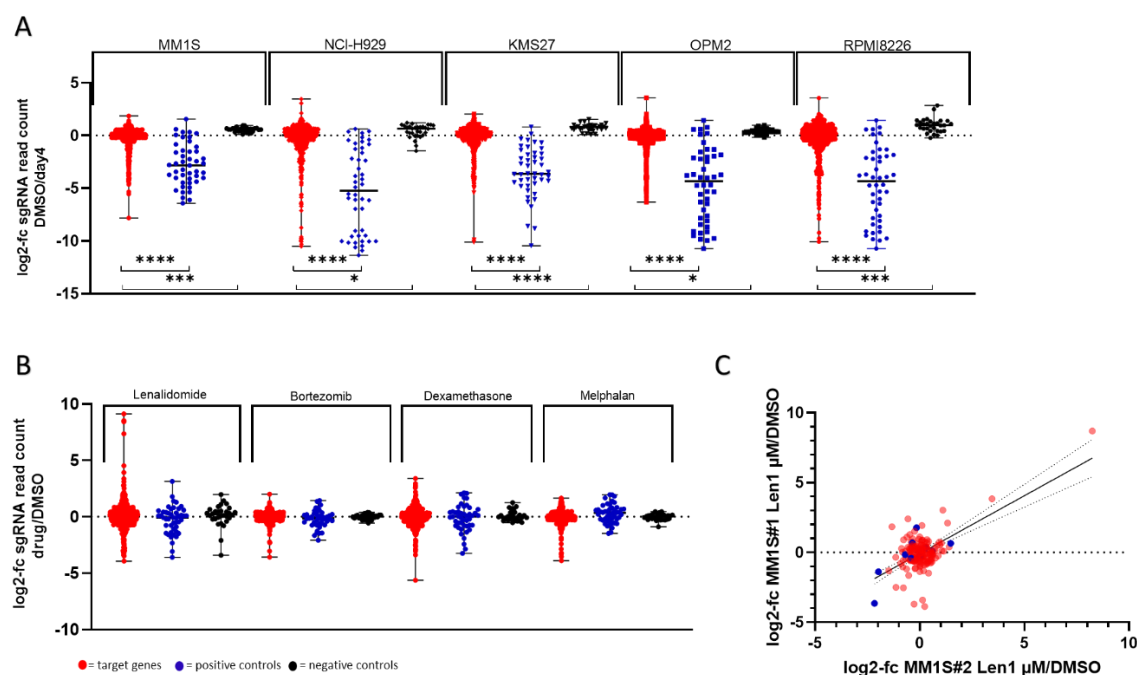 A
MM1S NCI-H929 KMS27 OPM2 RPMI8226
log2-fc sgRNA read count
DMSO/day4
5
0
-5
-10
-15
**** **** **** **** ****
*** * **** * ***
B
Lenalidomide Bortezomib Dexamethasone Melphalan
log2-fc sgRNA read count
drug/DMSO
10
5
0
-5
-10
= target genes = positive controls = negative controls
C
log2-fc MM1S#1 Len1 µM/DMSO
10
5
0
-5
-5 0 5 10
log2-fc MM1S#2 Len1 µM/DMSO